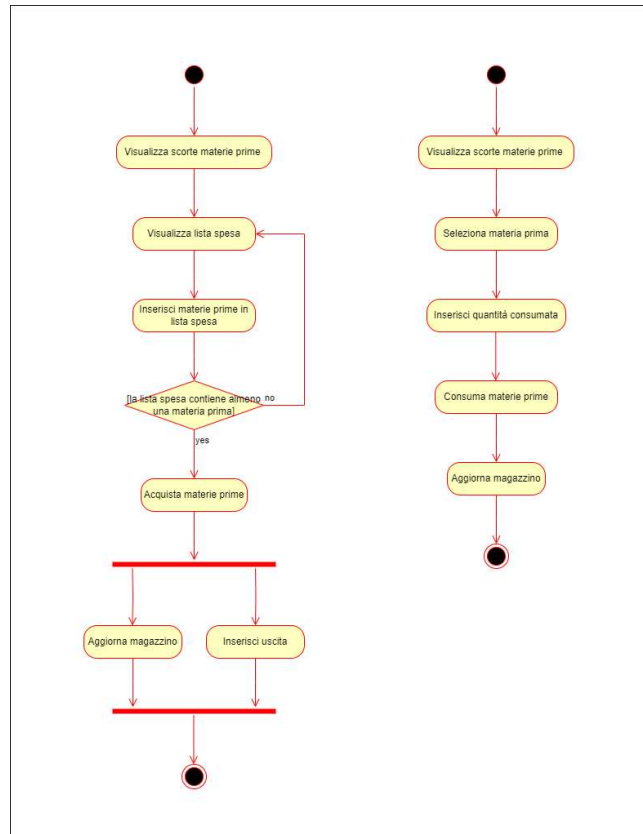 Visualizza scorte materie prime
Visualizza lista spesa
Inserisci materie prime in
lista spesa
[la lista spesa contiene almeno
una materia prima]
no
yes
Acquista materie prime
Aggiorna magazzino
Inserisci uscita
Visualizza scorte materie prime
Seleziona materia prima
Inserisci quantitá consumata
Consuma materie prime
Aggiorna magazzino